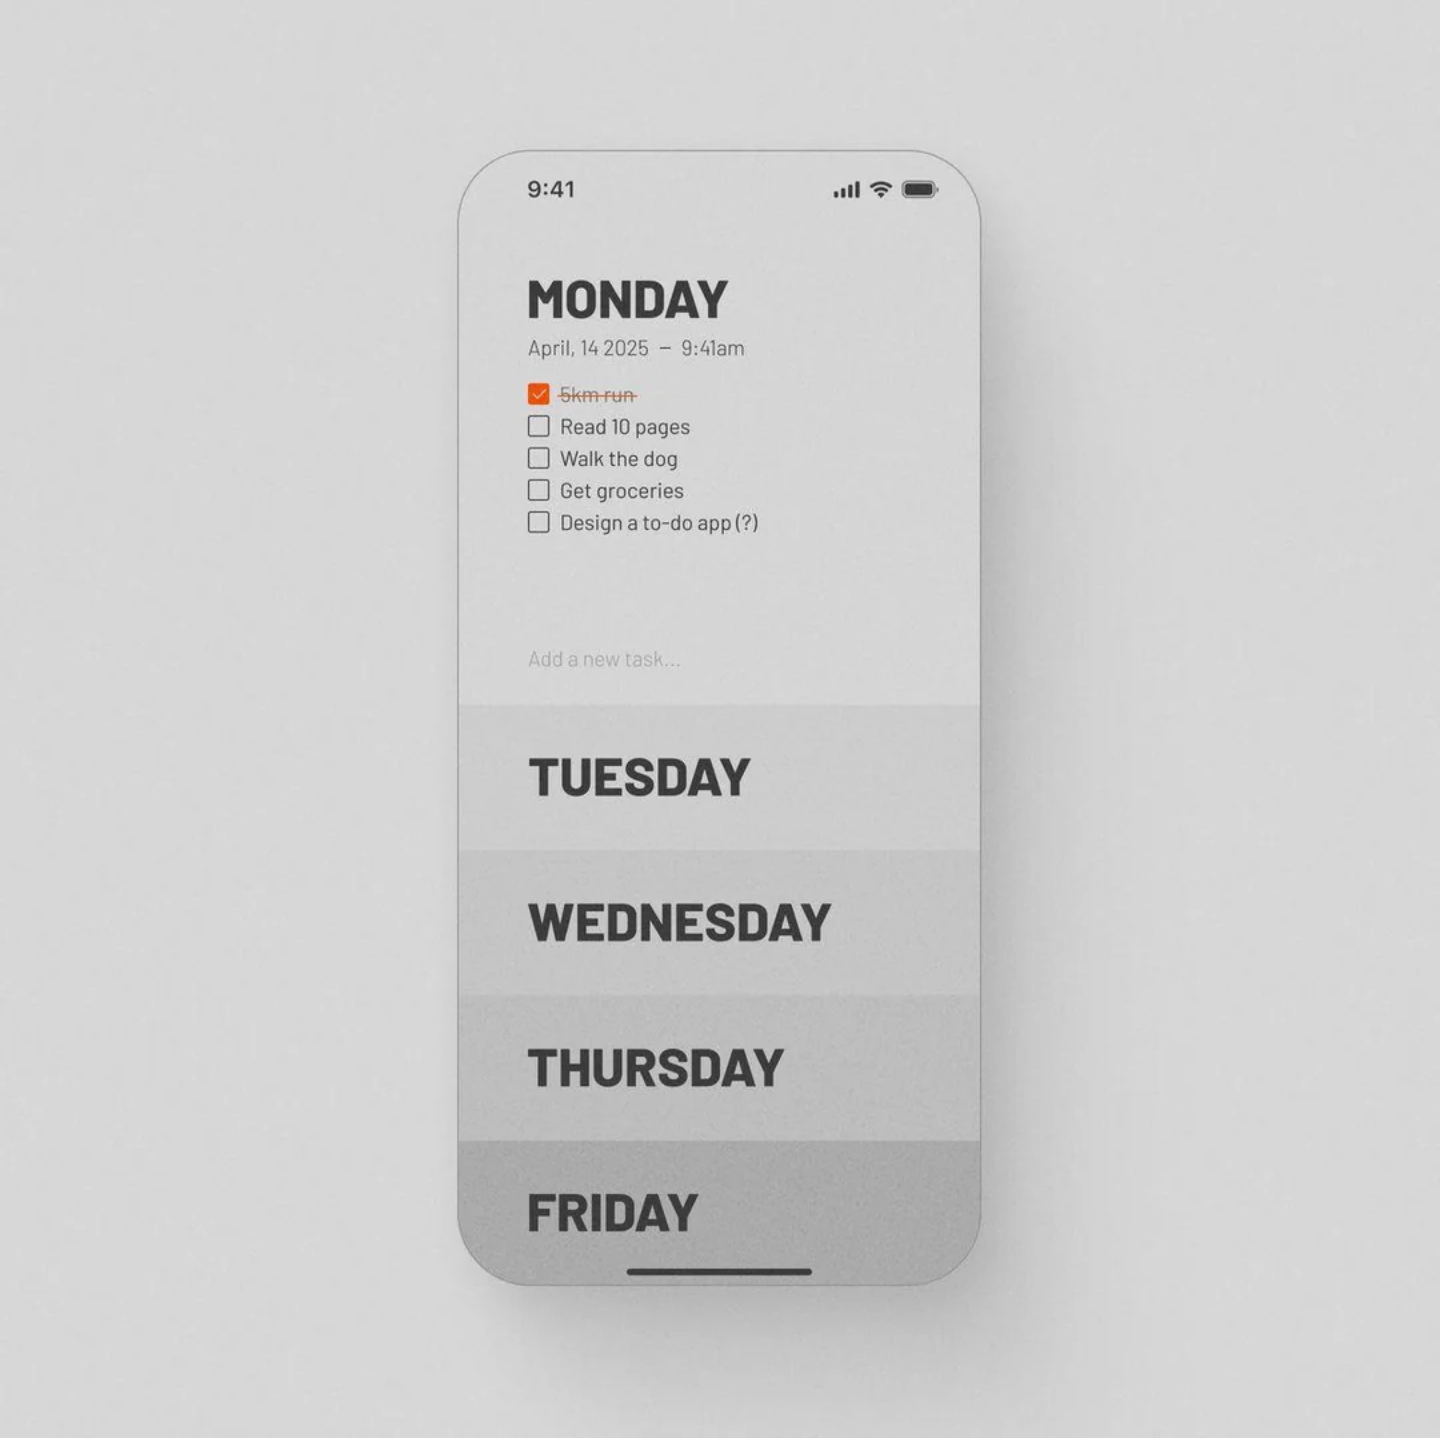 9:41
MONDAY
April, 14 2025 – 9:41am
5km run
Read 10 pages
Walk the dog
Get groceries
Design a to-do app (?)
Add a new task...
TUESDAY
WEDNESDAY
THURSDAY
FRIDAY